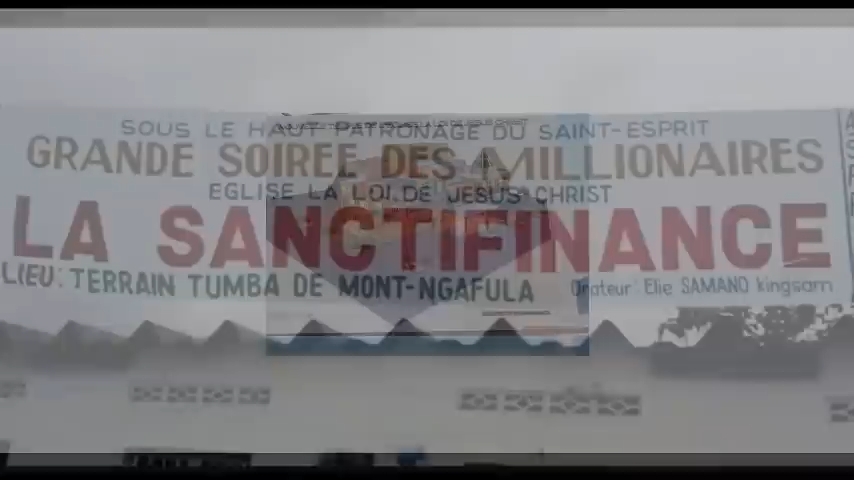 SOUS LE HAUT PATRONAGE DU SAINT-ESPRIT
GRANDE SOIREE DES MILLIONAIRES
EGLISE LA LOI DE JESUS-CHRIST
LA SANCTIFINANCE
LIEU: TERRAIN TUMBA DE MONT-NGAFULA
Orateur: Elie SAMANO kingsarn